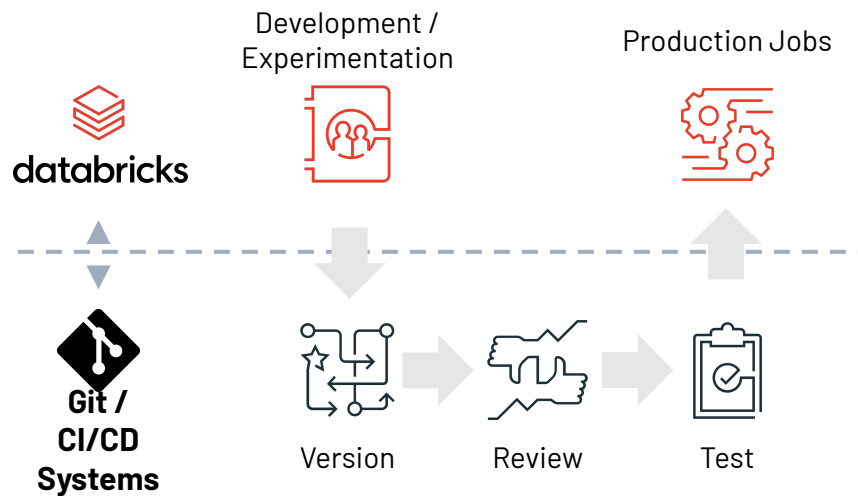 Development /
Experimentation
Production Jobs
databricks
Git /
CI/CD
Systems
Version
Review
Test